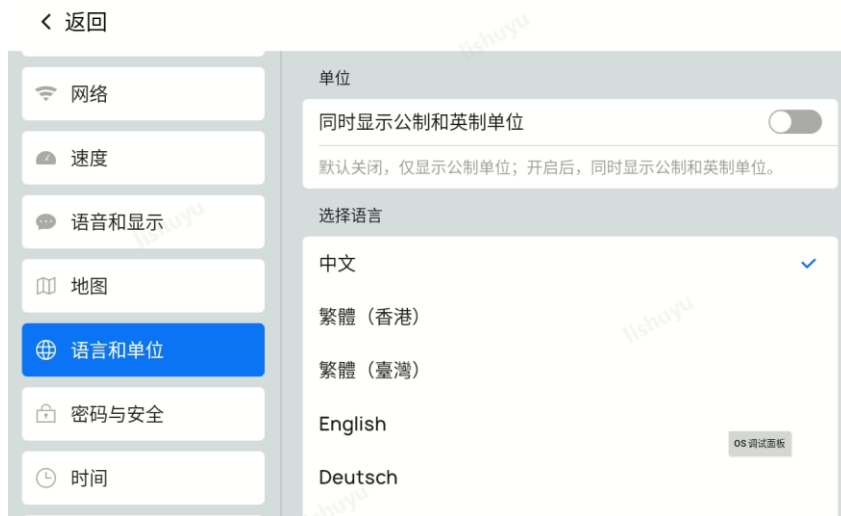 返回
网络
速度
语音和显示
地图
语言和单位
密码与安全
时间
单位
同时显示公制和英制单位
默认关闭，仅显示公制单位；开启后，同时显示公制和英制单位。
选择语言
中文
繁體（香港）
繁體（臺灣）
English
Deutsch
OS 调试面板
lishuyu
lishuyu
lishuyu
lishuyu